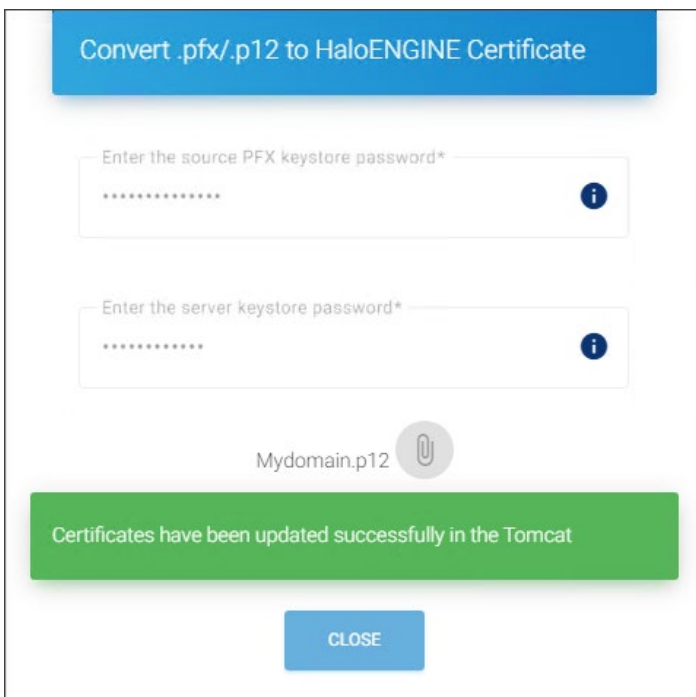 Convert .pfx/.p12 to HaloENGINE Certificate
Enter the source PFX keystore password*
••••••••••••••
Enter the server keystore password*
••••••••••••
Mydomain.p12
Certificates have been updated successfully in the Tomcat
CLOSE